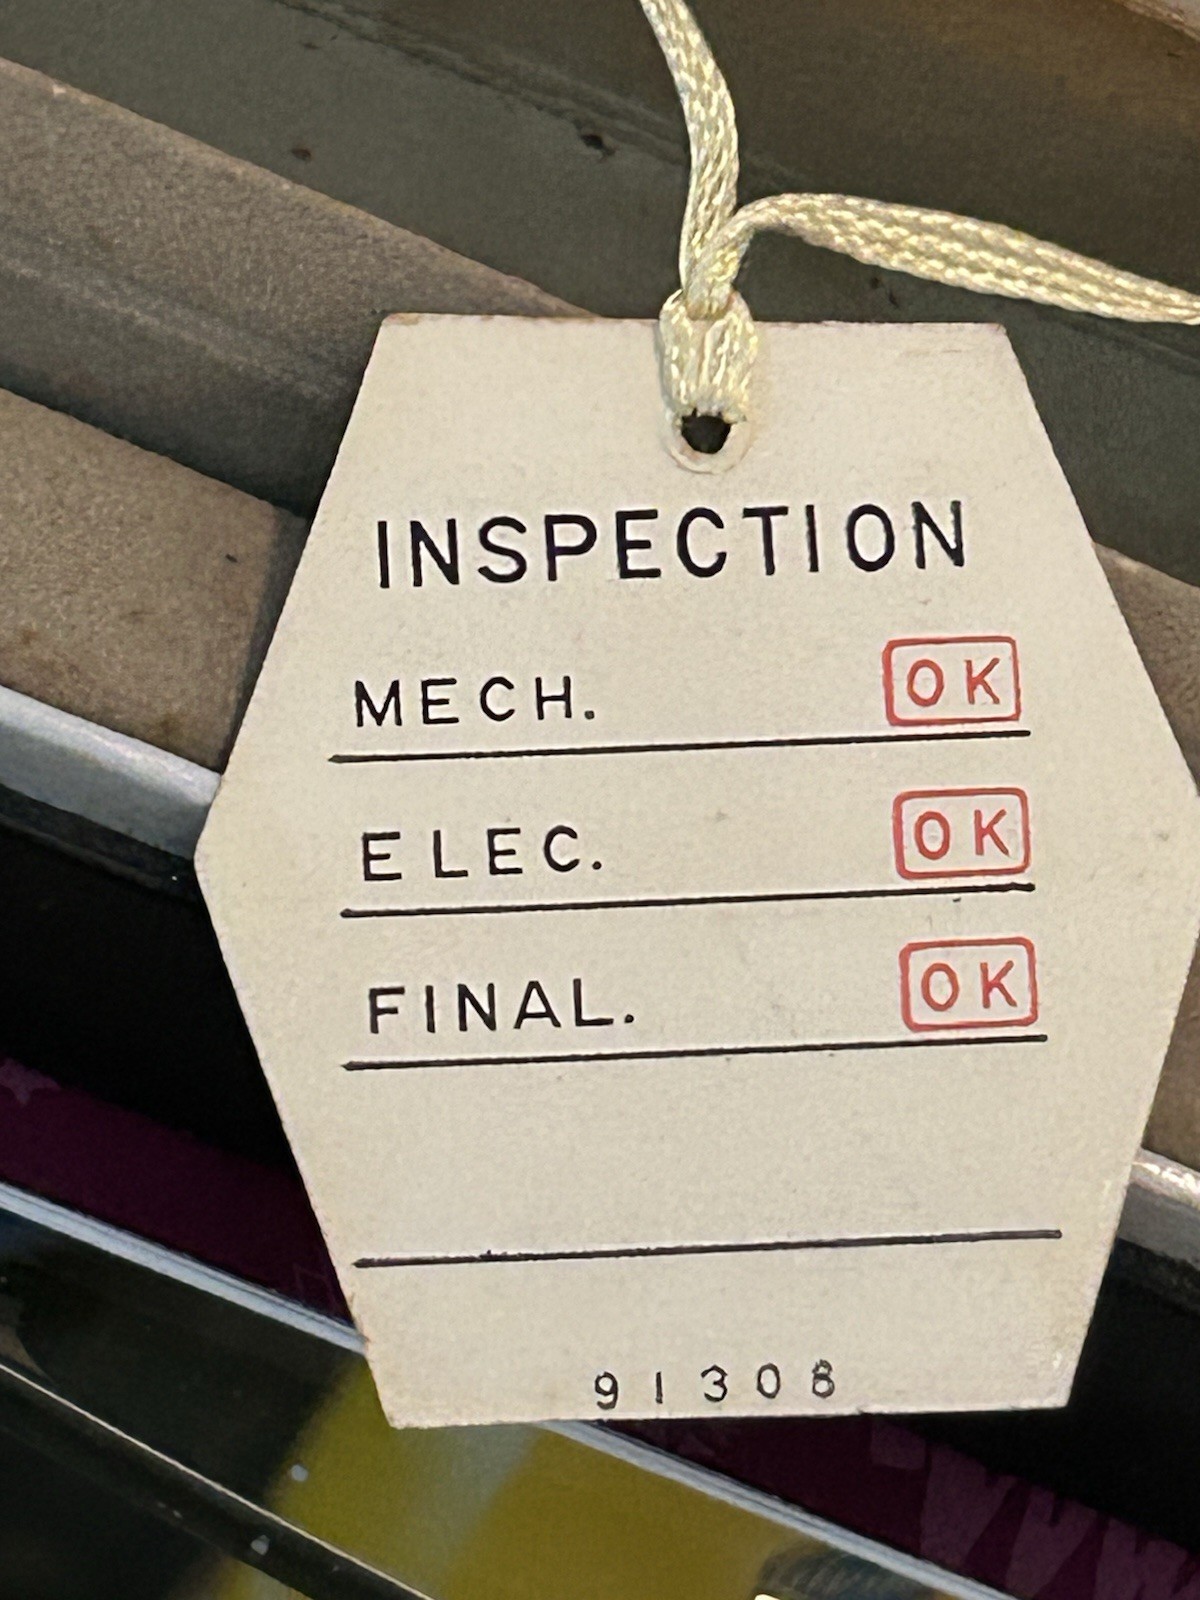 INSPECTION
MECH. OK
ELEC. OK
FINAL. OK
91308